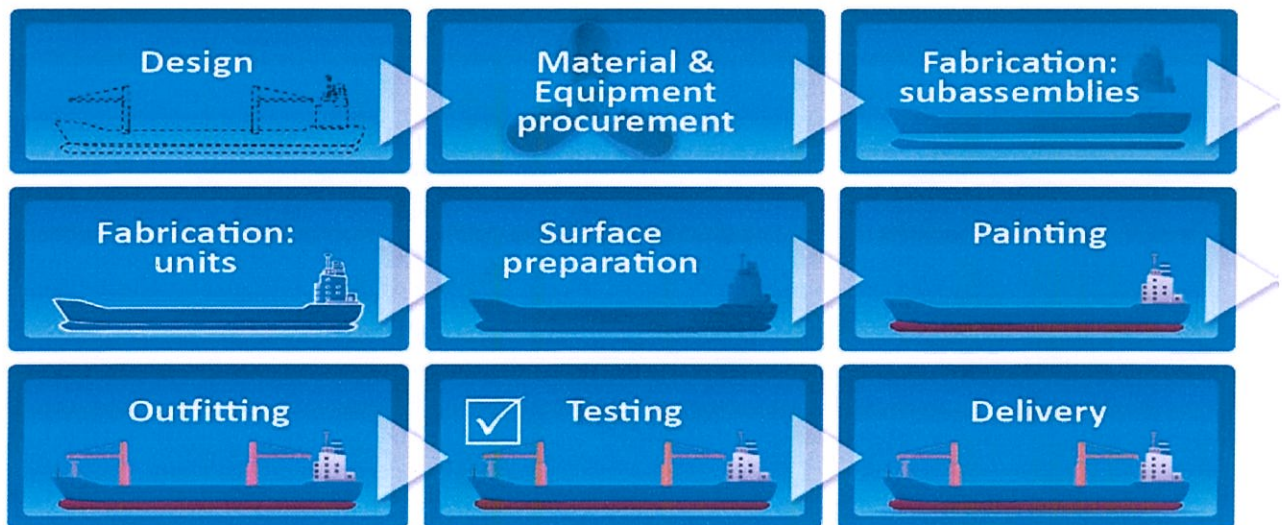 Design
Material &
Equipment
procurement
Fabrication:
subassemblies
Fabrication:
units
Surface
preparation
Painting
Outfitting
Testing
Delivery